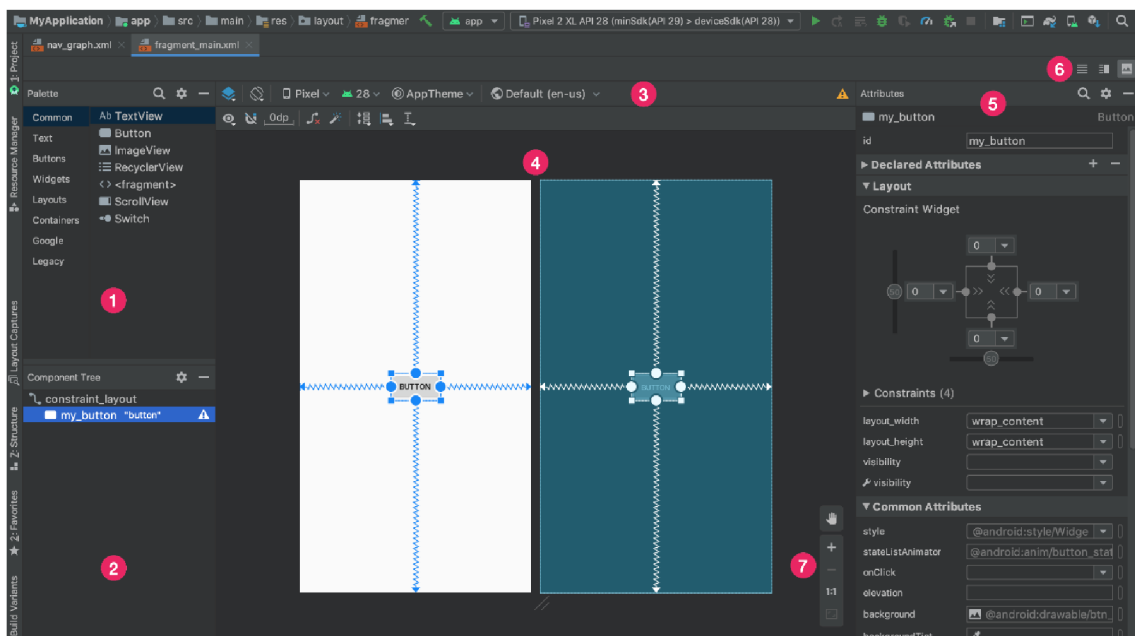 MyApplication app src main res layout fragmer app Pixel 2 XL API 28 (minSdk(API 29) > deviceSdk(API 28))
nav_graph.xml fragment_main.xml
1: Project
Resource Manager
Layout Captures
Z: Structure
2: Favorites
Build Variants
6
Palette
Common
Text
Buttons
Widgets
Layouts
Containers
Google
Legacy
Ab TextView
Button
ImageView
RecyclerView
<> <fragment>
ScrollView
Switch
1
Component Tree
constraint_layout
my_button "button"
2
Pixel 28 AppTheme Default (en-us)
3
0dp
4
BUTTON
BUTTON
7
1:1
Attributes
5
my_button Button
id my_button
Declared Attributes
Layout
Constraint Widget
0
50 0 0
0
50
Constraints (4)
layout_width wrap_content
layout_height wrap_content
visibility
visibility
Common Attributes
style @android:style/Widge
stateListAnimator @android:anim/button_stat
onClick
elevation
background @android:drawable/btn_